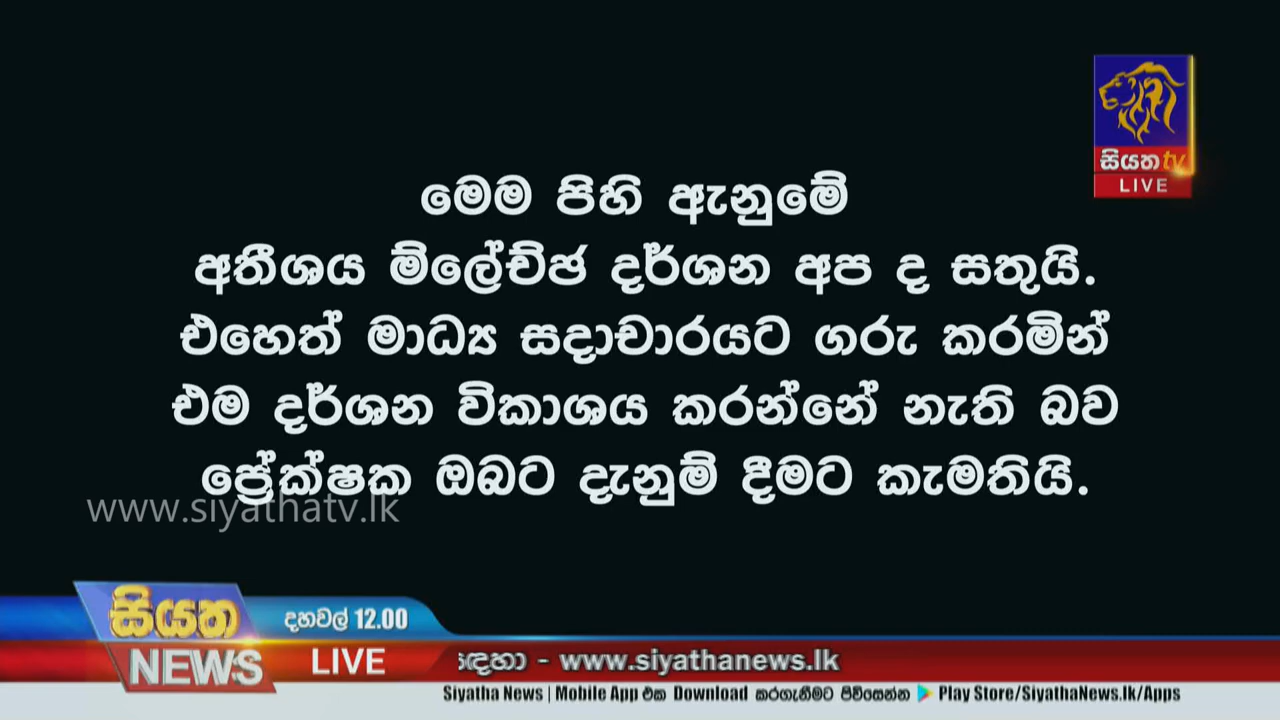 සියත tv
LIVE
මෙම පිහි ඇනුමේ
අතීශය ම්ලේච්ඡ දර්ශන අප ද සතුයි.
එහෙත් මාධ්‍ය සදාචාරයට ගරු කරමින්
එම දර්ශන විකාශය කරන්නේ නැති බව
ප්‍රේක්ෂක ඔබට දැනුම් දීමට කැමතියි.
www.siyathatv.lk
සියත
NEWS
දහවල් 12.00
LIVE
- www.siyathanews.lk
Siyatha News | Mobile App එක Download කරගැනීමට පිවිසෙන්න Play Store/SiyathaNews.lk/Apps